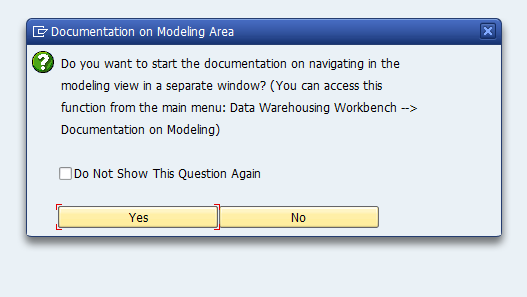 Documentation on Modeling Area
Do you want to start the documentation on navigating in the
modeling view in a separate window? (You can access this
function from the main menu: Data Warehousing Workbench -->
Documentation on Modeling)
Do Not Show This Question Again
Yes No